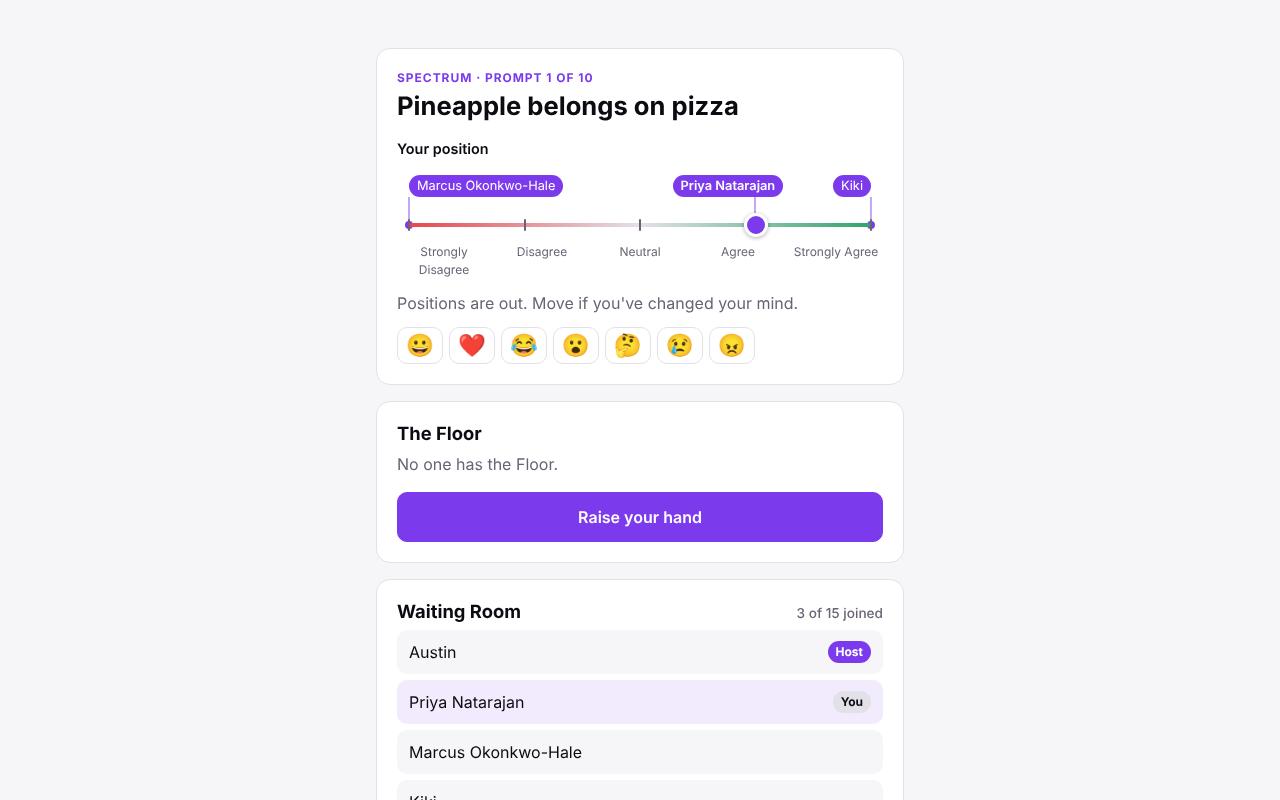 SPECTRUM · PROMPT 1 OF 10
Pineapple belongs on pizza
Your position
Marcus Okonkwo-Hale Priya Natarajan Kiki
Strongly Disagree Disagree Neutral Agree Strongly Agree
Positions are out. Move if you've changed your mind.
The Floor
No one has the Floor.
Raise your hand
Waiting Room 3 of 15 joined
Austin Host
Priya Natarajan You
Marcus Okonkwo-Hale
Kiki